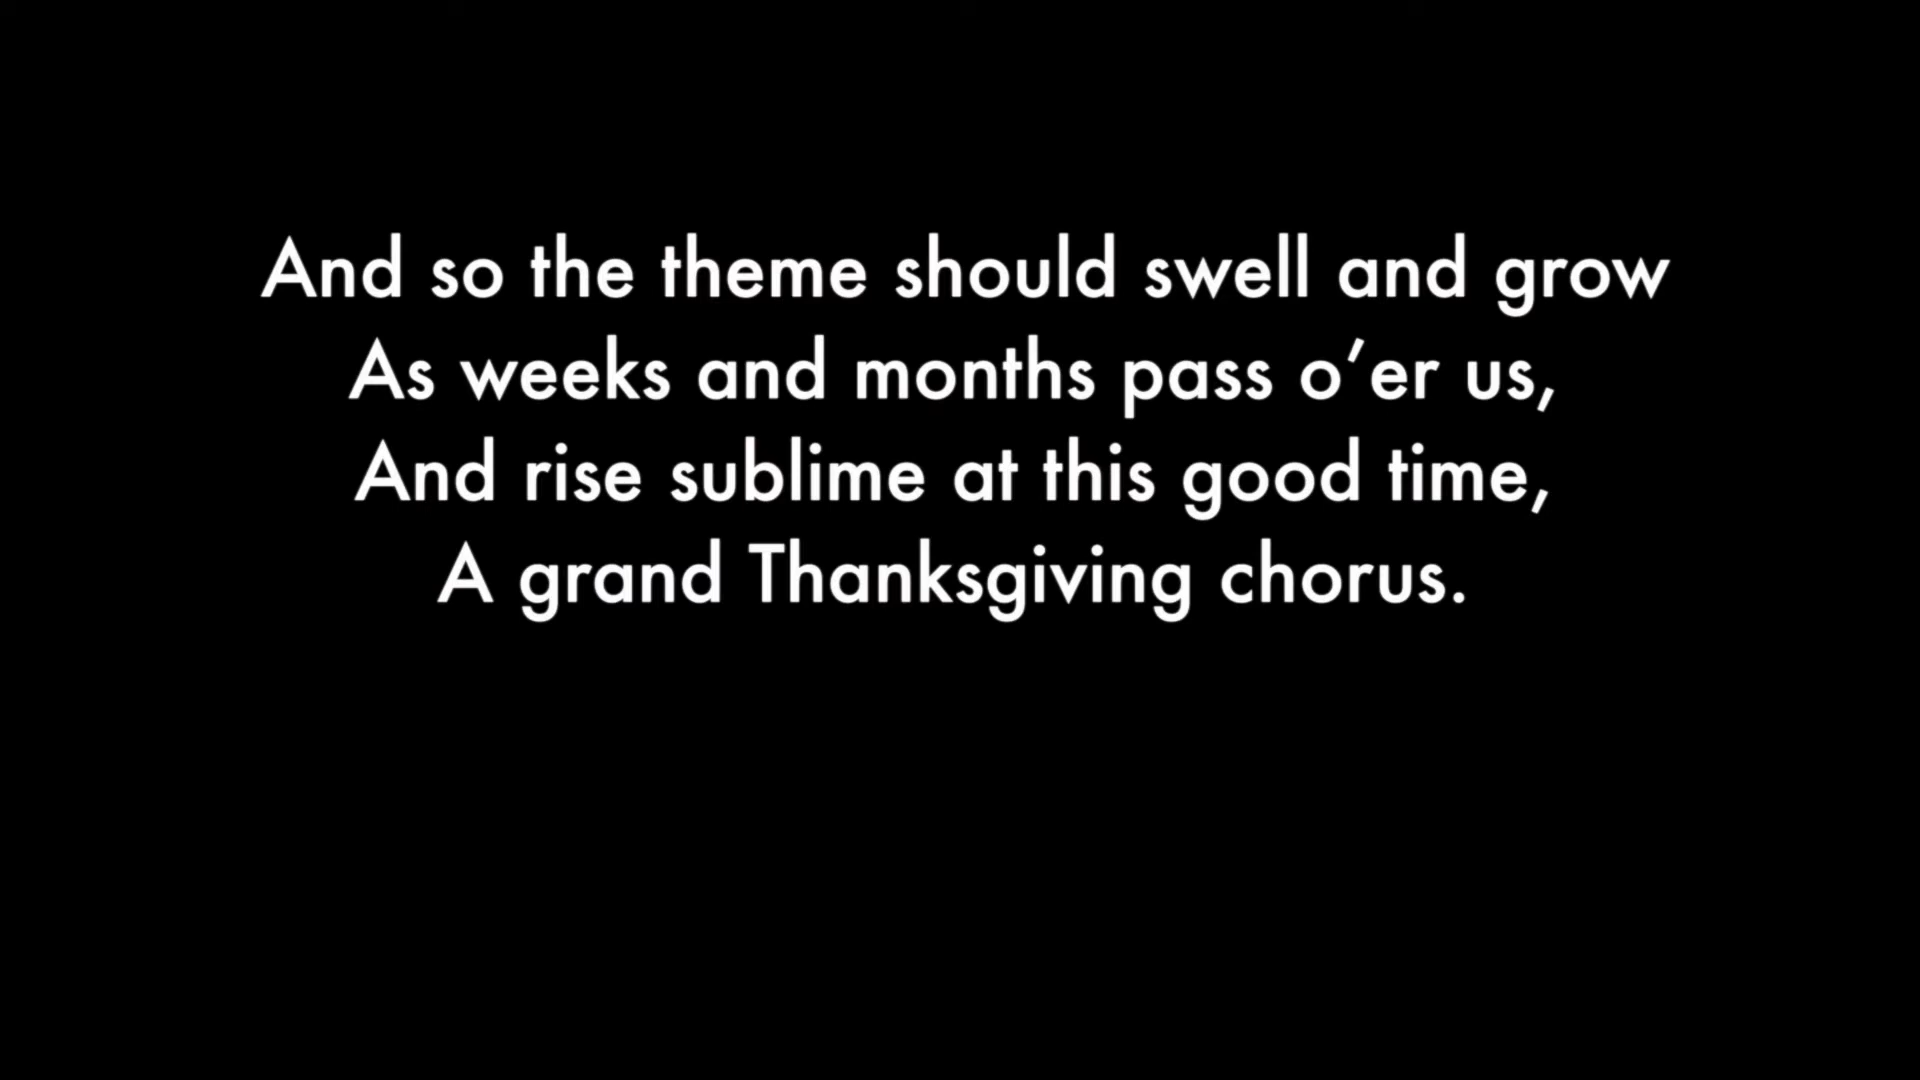 And so the theme should swell and grow
As weeks and months pass o’er us,
And rise sublime at this good time,
A grand Thanksgiving chorus.